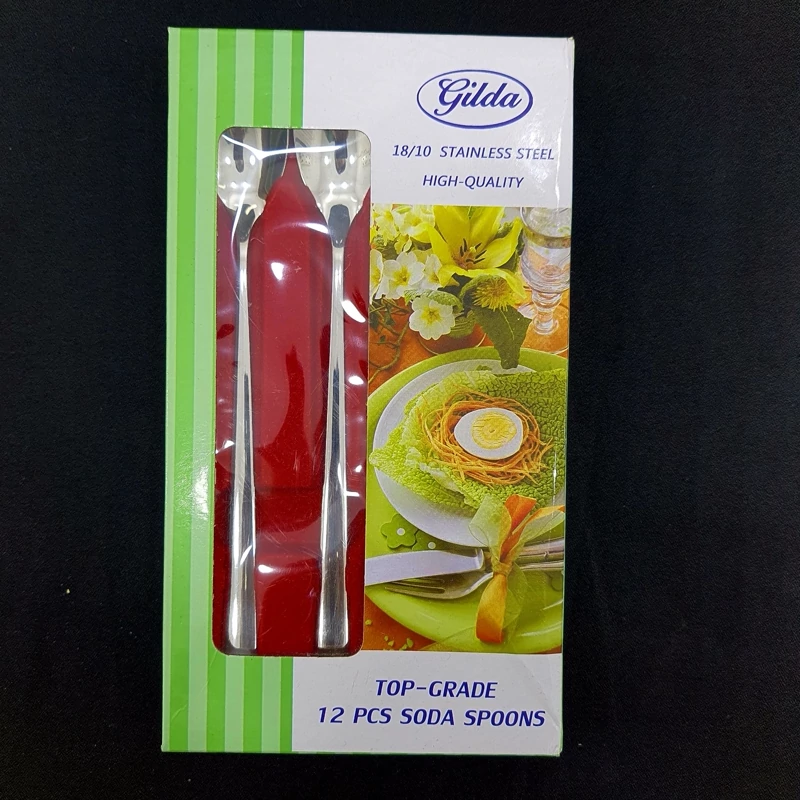 Gilda
18/10 STAINLESS STEEL
HIGH-QUALITY
TOP-GRADE
12 PCS SODA SPOONS